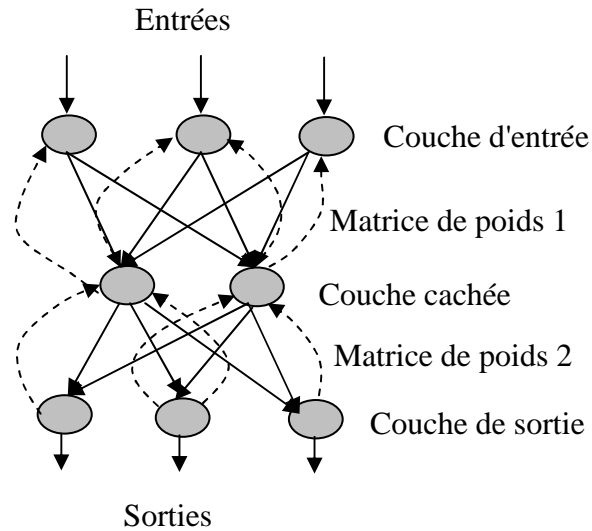 Entrées
Couche d'entrée
Matrice de poids 1
Couche cachée
Matrice de poids 2
Couche de sortie
Sorties